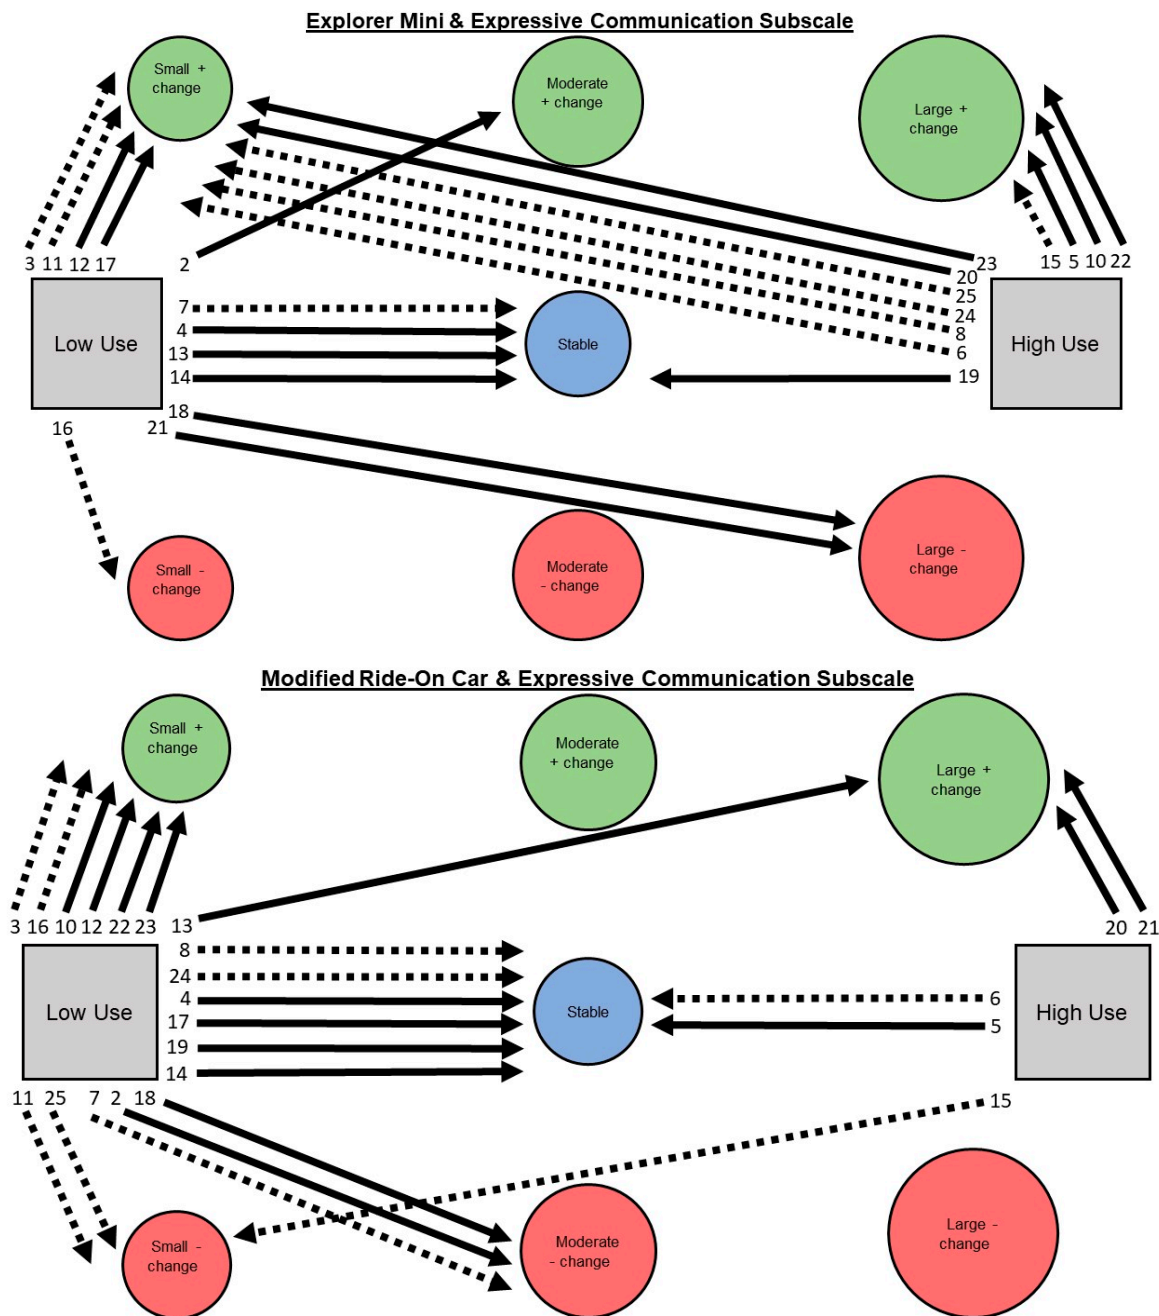 Explorer Mini & Expressive Communication Subscale
Small +
change
Moderate
+ change
Large +
change
3 11 12 17
2
23
20
25
24
8
6
19
15 5 10 22
7
4
13
14
Low Use
Stable
High Use
18
21
16
Small -
change
Moderate
- change
Large -
change
Modified Ride-On Car & Expressive Communication Subscale
Small +
change
Moderate
+ change
Large +
change
3 16 10 12 22 23 13
20 21
8
24
4
17
19
14
Low Use
Stable
6
5
High Use
11 25 7 2 18
15
Small -
change
Moderate
- change
Large -
change